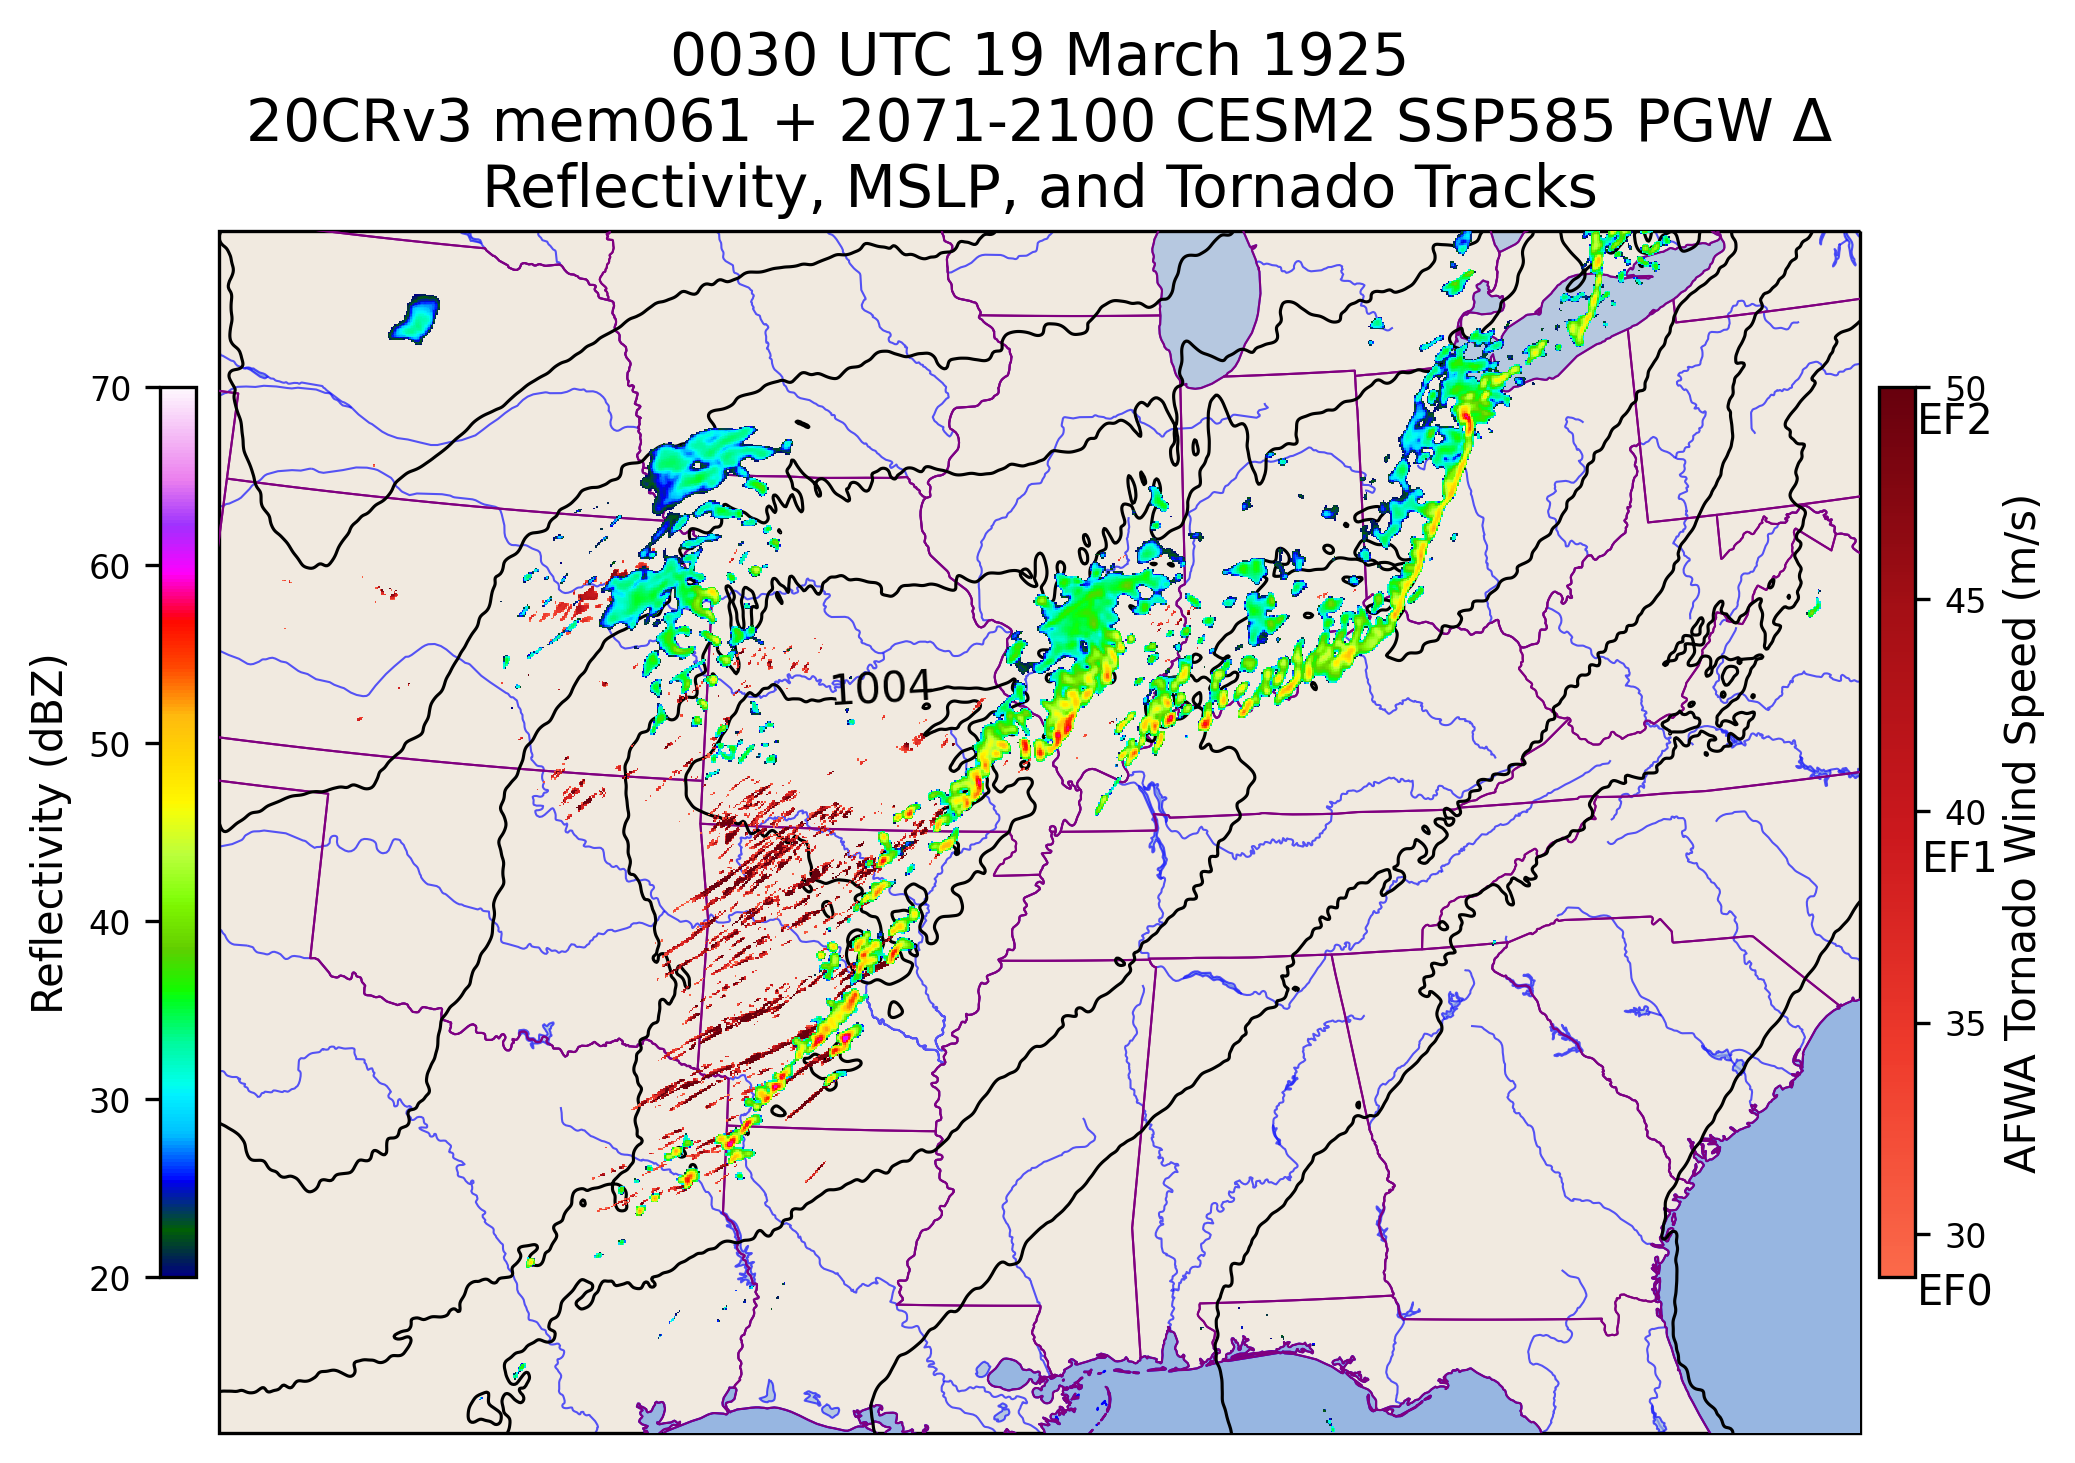 0030 UTC 19 March 1925
20CRv3 mem061 + 2071-2100 CESM2 SSP585 PGW Δ
Reflectivity, MSLP, and Tornado Tracks
70
60
50
40
30
20
Reflectivity (dBZ)
1004
50
EF2
45
40
EF1
35
30
EF0
AFWA Tornado Wind Speed (m/s)